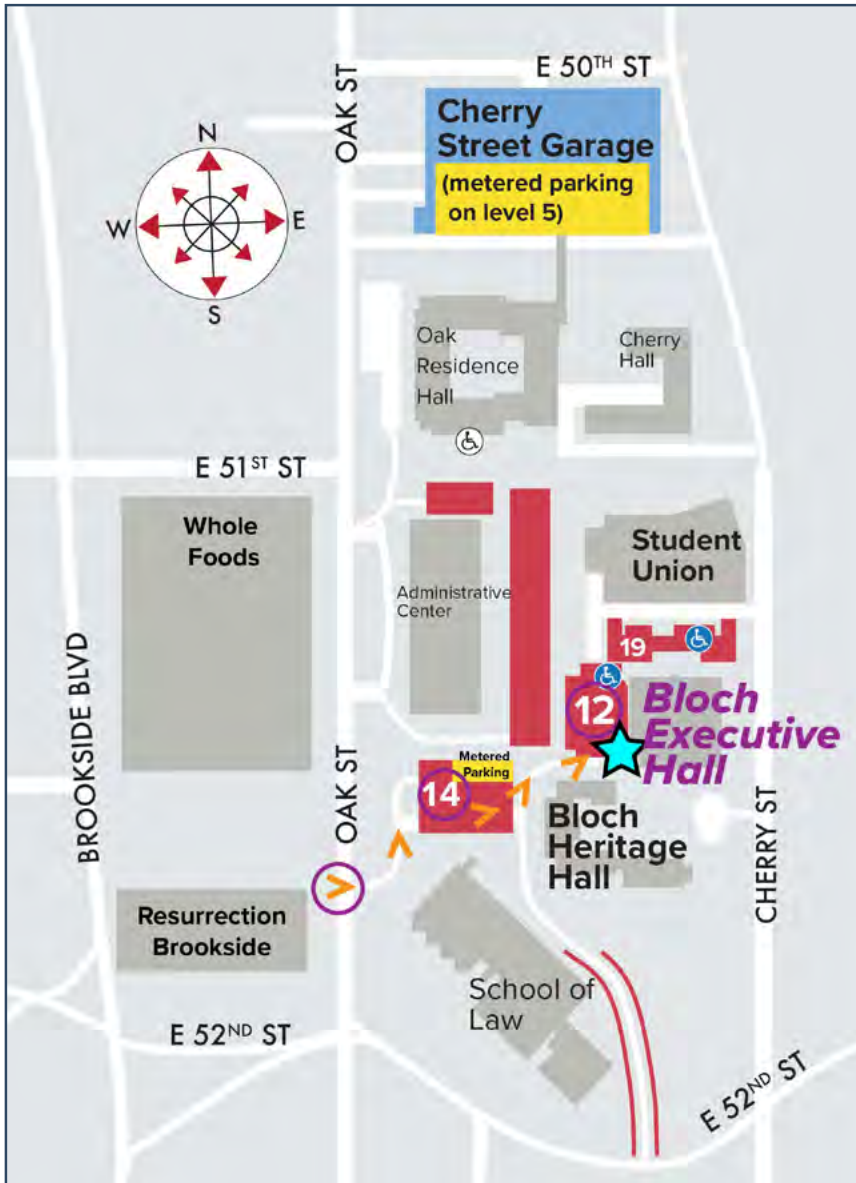 E 50TH ST
OAK ST
Cherry
Street Garage
(metered parking
on level 5)
N
W
E
S
Oak
Residence
Hall
Cherry
Hall
E 51ST ST
Whole
Foods
Student
Union
Administrative
Center
19
12
Bloch
Executive
Hall
BROOKSIDE BLVD
OAK ST
Metered
Parking
14
Bloch
Heritage
Hall
CHERRY ST
Resurrection
Brookside
School of
Law
E 52ND ST
E 52ND ST